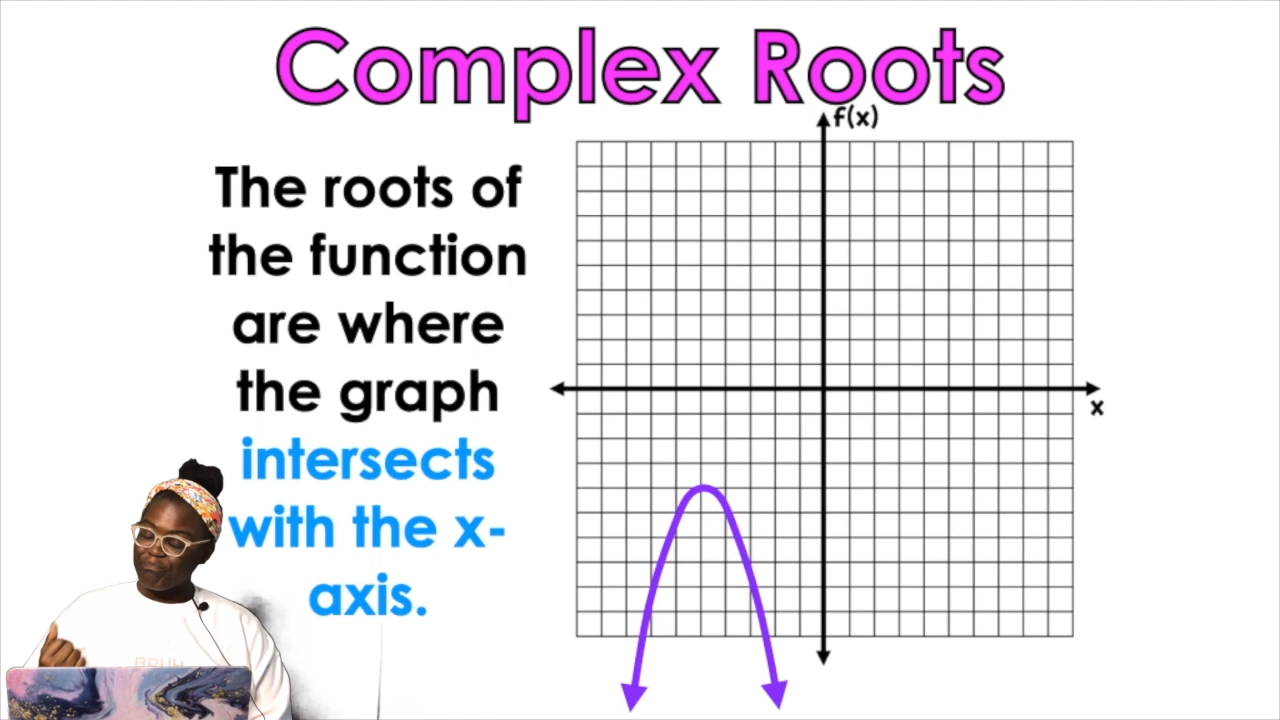 Complex Roots
f(x)
The roots of
the function
are where
the graph
intersects
with the x-
axis.
x